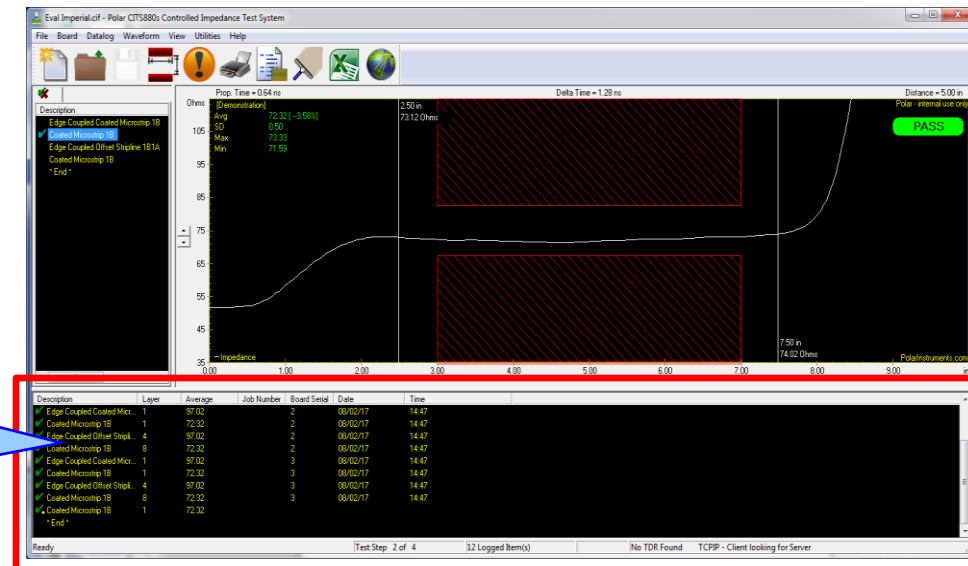 Eval Imperial.cif - Polar CITS880s Controlled Impedance Test System
File Board Datalog Waveform View Utilities Help
Prop. Time = 0.64 ns Delta Time = 1.28 ns Distance = 5.00 in
Description
Edge Coupled Coated Microstrip 1B
Coated Microstrip 1B
Edge Coupled Offset Stripline 1B1A
Coated Microstrip 1B
* End *
Ohms
[Demonstration]
Avg 72.32 [ -3.58%]
SD 0.50
Max 73.33
Min 71.59
2.50 in
73.12 Ohms
Polar - internal use only
PASS
105
95
85
75
65
55
45
35
7.50 in
74.02 Ohms
Impedance
Polarinstruments.com
0.00 1.00 2.00 3.00 4.00 5.00 6.00 7.00 8.00 9.00 in
Description Layer Average Job Number Board Serial Date Time
Edge Coupled Coated Micr... 1 97.02 2 08/02/17 14:47
Coated Microstrip 1B 1 72.32 2 08/02/17 14:47
Edge Coupled Offset Stripli... 4 97.02 2 08/02/17 14:47
Coated Microstrip 1B 8 72.32 2 08/02/17 14:47
Edge Coupled Coated Micr... 1 97.02 3 08/02/17 14:47
Coated Microstrip 1B 1 72.32 3 08/02/17 14:47
Edge Coupled Offset Stripli... 4 97.02 3 08/02/17 14:47
Coated Microstrip 1B 8 72.32 3 08/02/17 14:47
Coated Microstrip 1B 1 72.32
* End *
Ready Test Step 2 of 4 12 Logged Item(s) No TDR Found TCPIP - Client looking for Server